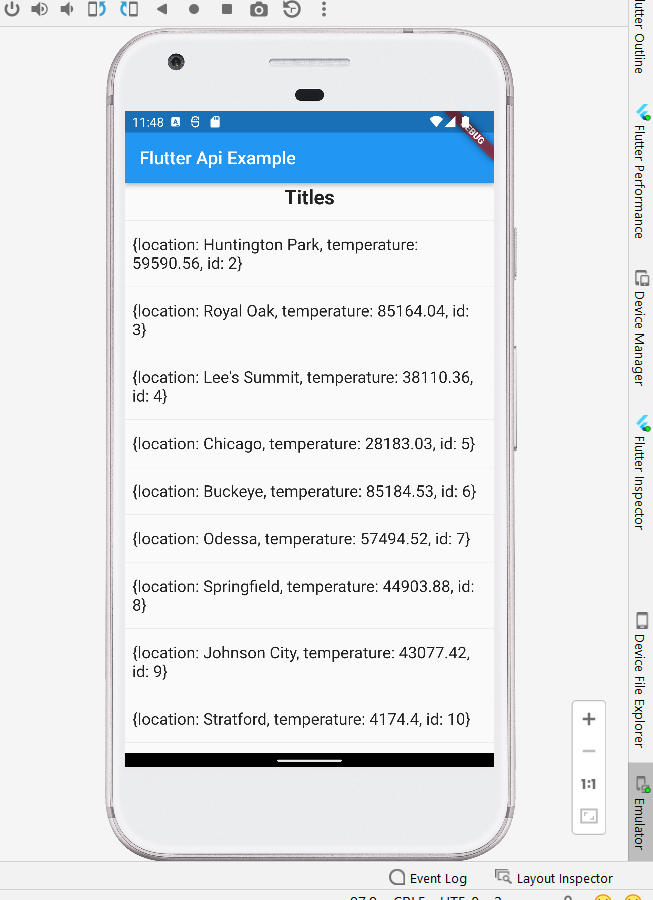 Flutter Outline
Flutter Performance
Device Manager
Flutter Inspector
Device File Explorer
Emulator
11:48
DEBUG
Flutter Api Example
Titles
{location: Huntington Park, temperature:
59590.56, id: 2}
{location: Royal Oak, temperature: 85164.04, id:
3}
{location: Lee's Summit, temperature: 38110.36,
id: 4}
{location: Chicago, temperature: 28183.03, id: 5}
{location: Buckeye, temperature: 85184.53, id: 6}
{location: Odessa, temperature: 57494.52, id: 7}
{location: Springfield, temperature: 44903.88, id:
8}
{location: Johnson City, temperature: 43077.42,
id: 9}
{location: Stratford, temperature: 4174.4, id: 10}
1:1
Event Log
Layout Inspector